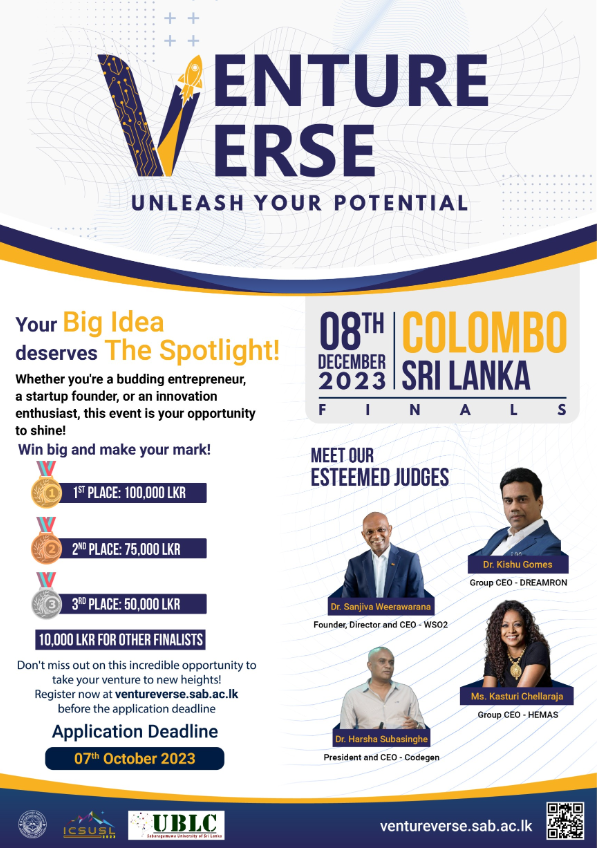 VENTURE
VERSE
UNLEASH YOUR POTENTIAL
Your Big Idea
deserves The Spotlight!
Whether you're a budding entrepreneur,
a startup founder, or an innovation
enthusiast, this event is your opportunity
to shine!
Win big and make your mark!
1
1ST PLACE: 100,000 LKR
2
2ND PLACE: 75,000 LKR
3
3RD PLACE: 50,000 LKR
10,000 LKR FOR OTHER FINALISTS
Don't miss out on this incredible opportunity to
take your venture to new heights!
Register now at ventureverse.sab.ac.lk
before the application deadline
Application Deadline
07th October 2023
08TH
DECEMBER
2023
COLOMBO
SRI LANKA
FINALS
MEET OUR
ESTEEMED JUDGES
Dr. Kishu Gomes
Group CEO - DREAMRON
Dr. Sanjiva Weerawarana
Founder, Director and CEO - WSO2
Ms. Kasturi Chellaraja
Group CEO - HEMAS
Dr. Harsha Subasinghe
President and CEO - Codegen
ICSUSL
UBLC
Sabaragamuwa University of Sri Lanka
ventureverse.sab.ac.lk